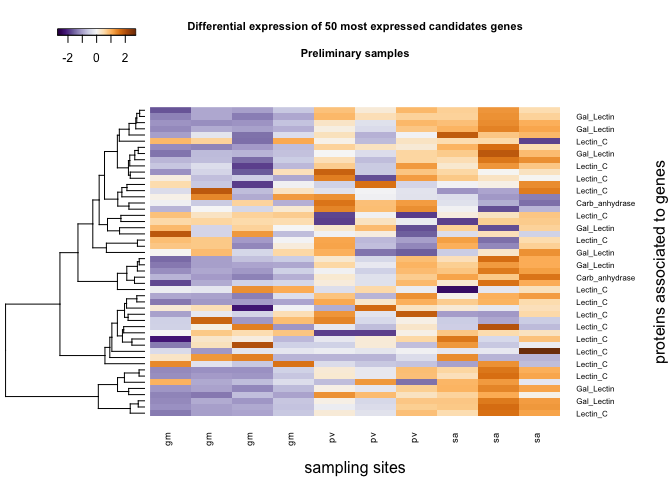 Differential expression of 50 most expressed candidates genes
Preliminary samples
-2 0 2
Gal_Lectin
Gal_Lectin
Lectin_C
Gal_Lectin
Lectin_C
Lectin_C
Lectin_C
Carb_anhydrase
Lectin_C
Gal_Lectin
Lectin_C
Gal_Lectin
Gal_Lectin
Carb_anhydrase
Lectin_C
Gal_Lectin
Lectin_C
Lectin_C
Lectin_C
Lectin_C
Lectin_C
Lectin_C
Gal_Lectin
Gal_Lectin
Lectin_C
proteins associated to genes
gm gm gm gm pv pv pv sa sa sa
sampling sites